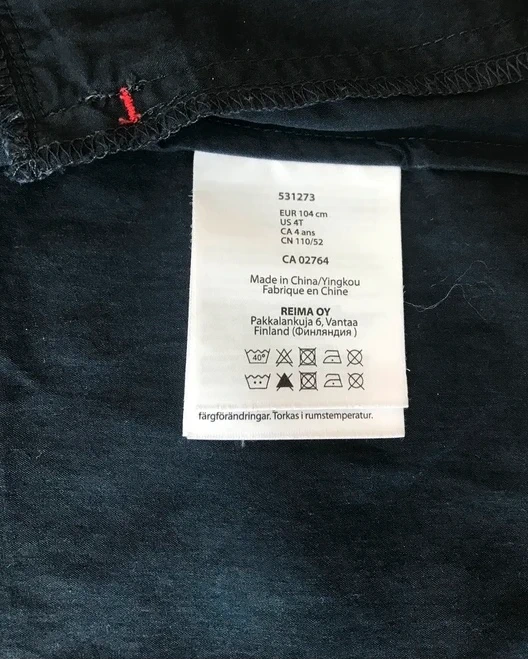 531273
EUR 104 cm
US 4T
CA 4 ans
CN 110/52
CA 02764
Made in China/Yingkou
Fabrique en Chine
REIMA OY
Pakkalankuja 6, Vantaa
Finland (Финляндия )
40°
färgförändringar. Torkas i rumstemperatur.